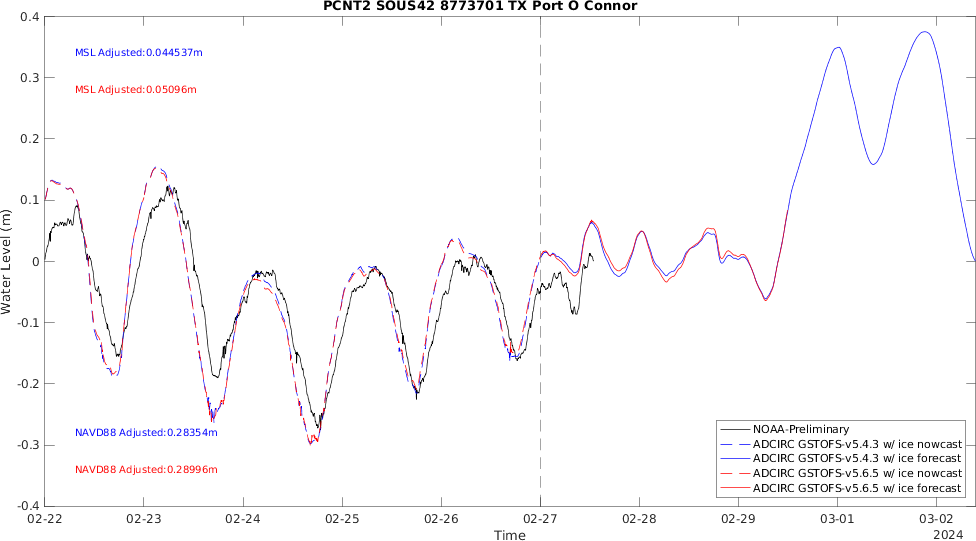 PCNT2 SOUS42 8773701 TX Port O Connor
0.4
MSL Adjusted:0.044537m
0.3
MSL Adjusted:0.05096m
0.2
0.1
0
-0.1
-0.2
-0.3
-0.4
Water Level (m)
NAVD88 Adjusted:0.28354m
NAVD88 Adjusted:0.28996m
NOAA-Preliminary
ADCIRC GSTOFS-v5.4.3 w/ ice nowcast
ADCIRC GSTOFS-v5.4.3 w/ ice forecast
ADCIRC GSTOFS-v5.6.5 w/ ice nowcast
ADCIRC GSTOFS-v5.6.5 w/ ice forecast
02-22 02-23 02-24 02-25 02-26 02-27 02-28 02-29 03-01 03-02
2024
Time